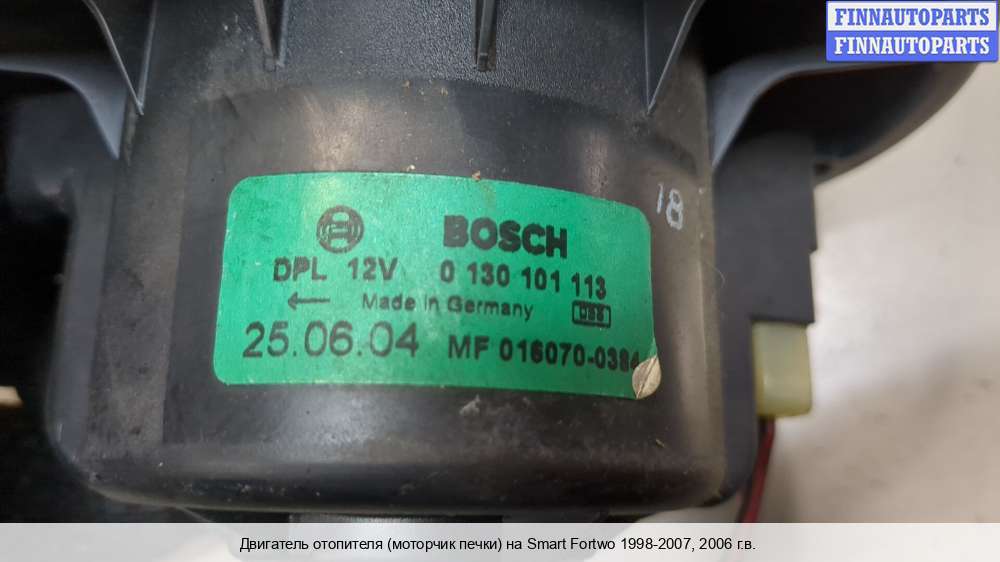 FINNAUTOPARTS
FINNAUTOPARTS
18
BOSCH
DPL 12V 0 130 101 113
← Made in Germany
25.06.04 MF 016070-0384
Двигатель отопителя (моторчик печки) на Smart Fortwo 1998-2007, 2006 г.в.